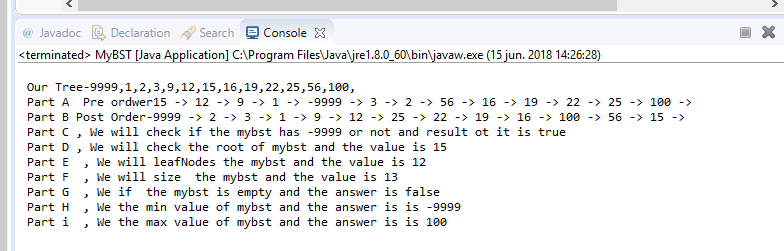 @ Javadoc Declaration Search Console
<terminated> MyBST [Java Application] C:\Program Files\Java\jre1.8.0_60\bin\javaw.exe (15 jun. 2018 14:26:28)
Our Tree-9999,1,2,3,9,12,15,16,19,22,25,56,100,
Part A  Pre ordwer15 -> 12 -> 9 -> 1 -> -9999 -> 3 -> 2 -> 56 -> 16 -> 19 -> 22 -> 25 -> 100 ->
Part B Post Order-9999 -> 2 -> 3 -> 1 -> 9 -> 12 -> 25 -> 22 -> 19 -> 16 -> 100 -> 56 -> 15 ->
Part C , We will check if the mybst has -9999 or not and result ot it is true
Part D , We will check the root of mybst and the value is 15
Part E  , We will leafNodes the mybst and the value is 12
Part F  , We will size  the mybst and the value is 13
Part G  , We if  the mybst is empty and the answer is false
Part H  , We the min value of mybst and the answer is is -9999
Part i  , We the max value of mybst and the answer is is 100